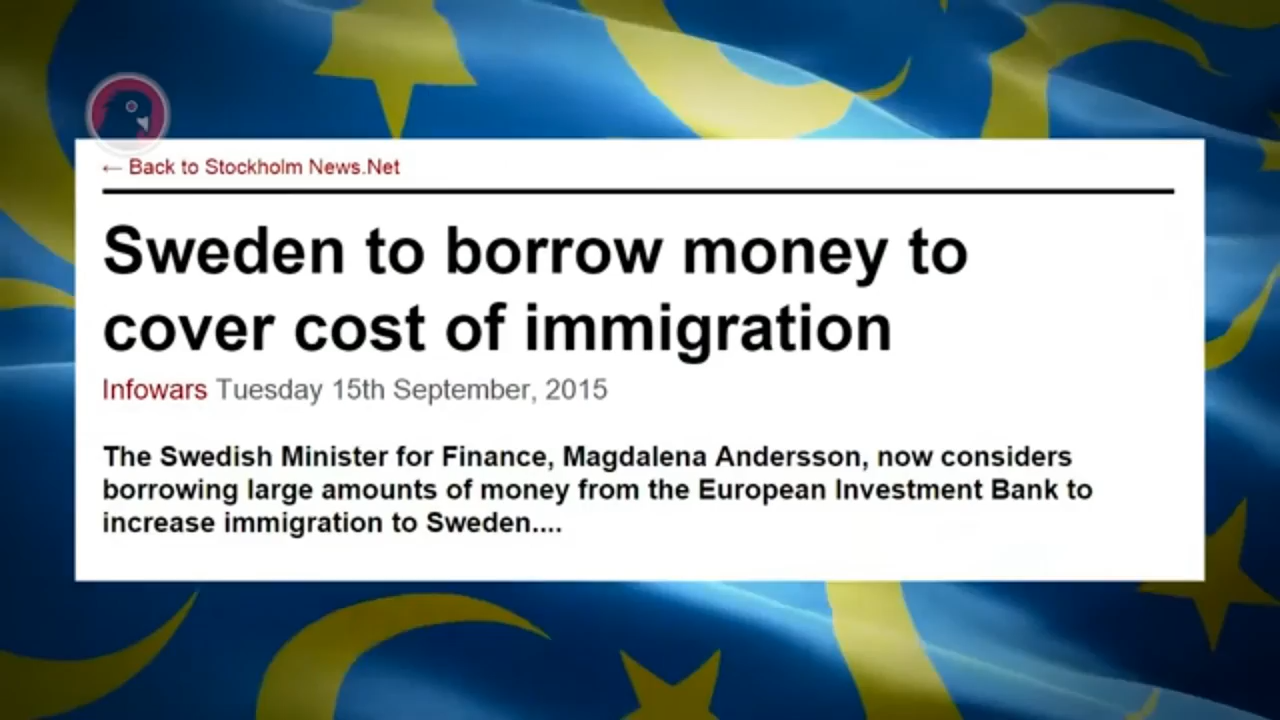 ← Back to Stockholm News.Net
Sweden to borrow money to
cover cost of immigration
Infowars Tuesday 15th September, 2015
The Swedish Minister for Finance, Magdalena Andersson, now considers
borrowing large amounts of money from the European Investment Bank to
increase immigration to Sweden....